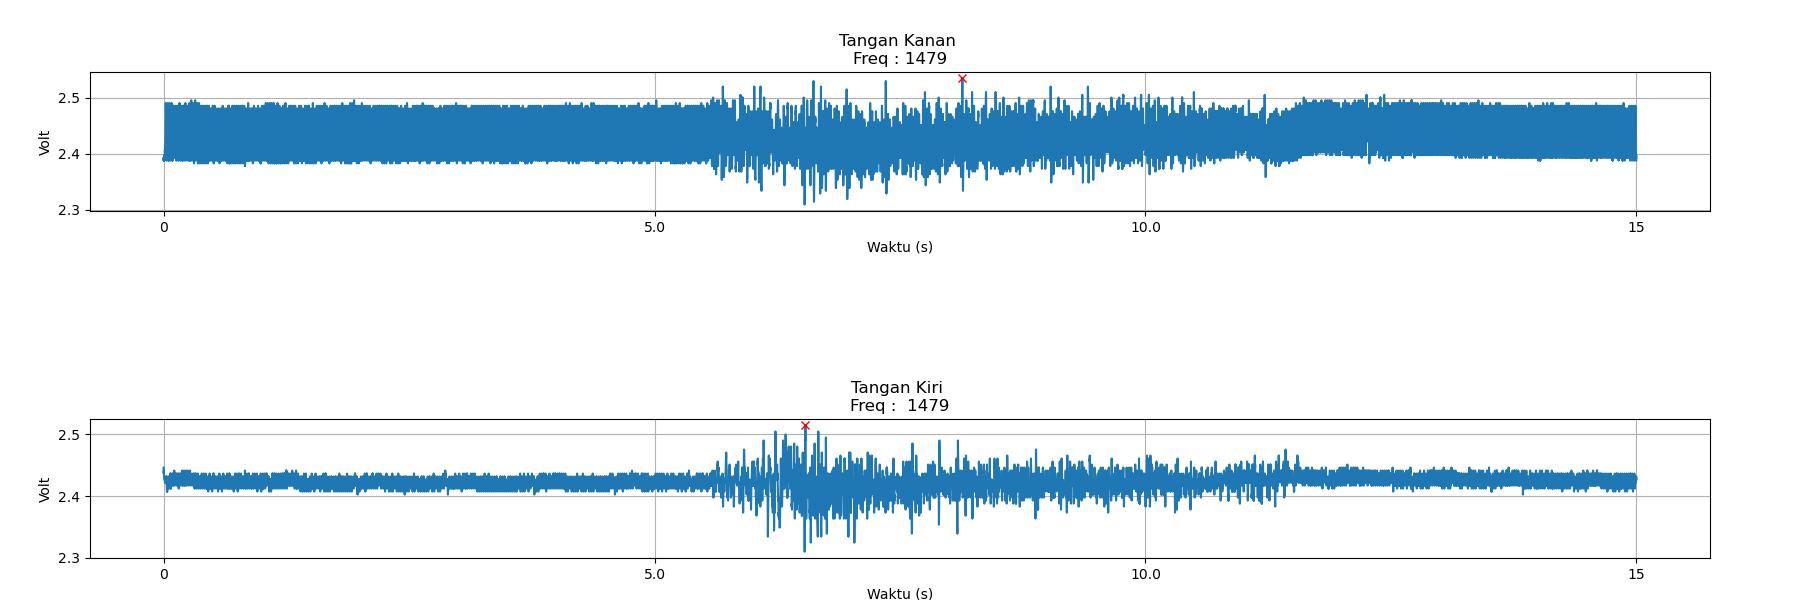 Tangan Kanan
Freq : 1479
Volt
2.5
2.4
2.3
0
5.0
10.0
15
Waktu (s)
Tangan Kiri
Freq :  1479
Volt
2.5
2.4
2.3
0
5.0
10.0
15
Waktu (s)